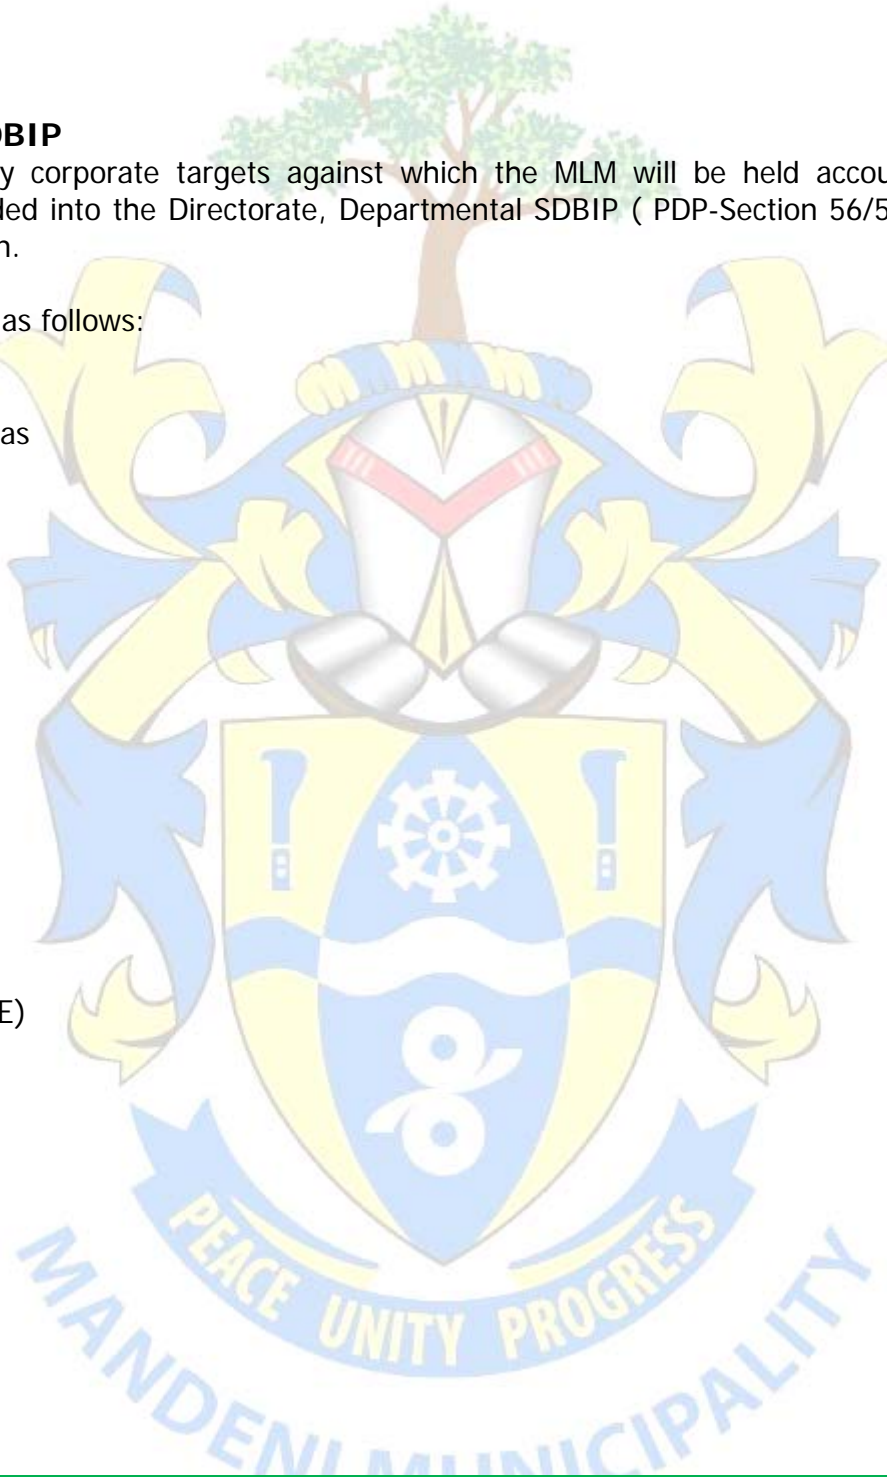 DBIP
y corporate targets against which the MLM will be held accou
ded into the Directorate, Departmental SDBIP ( PDP-Section 56/5
n.
as follows:
as
E)
PEACE UNITY PROGRESS
MANDENI MUNICIPALITY